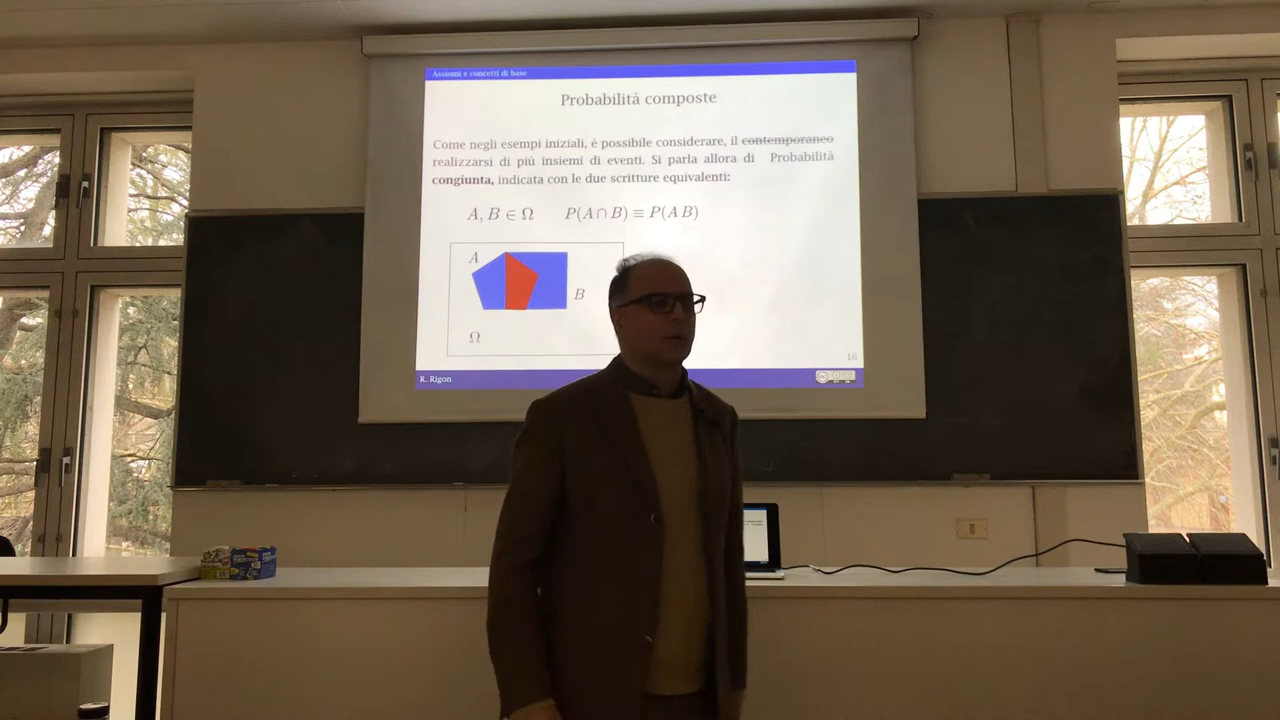 Assiomi e concetti di base
Probabilità composte
Come negli esempi iniziali, è possibile considerare, il contemporaneo
realizzarsi di più insiemi di eventi. Si parla allora di Probabilità
congiunta, indicata con le due scritture equivalenti:
A, B ∈ Ω P(A ∩ B) ≡ P(A B)
A
B
Ω
16
R. Rigon